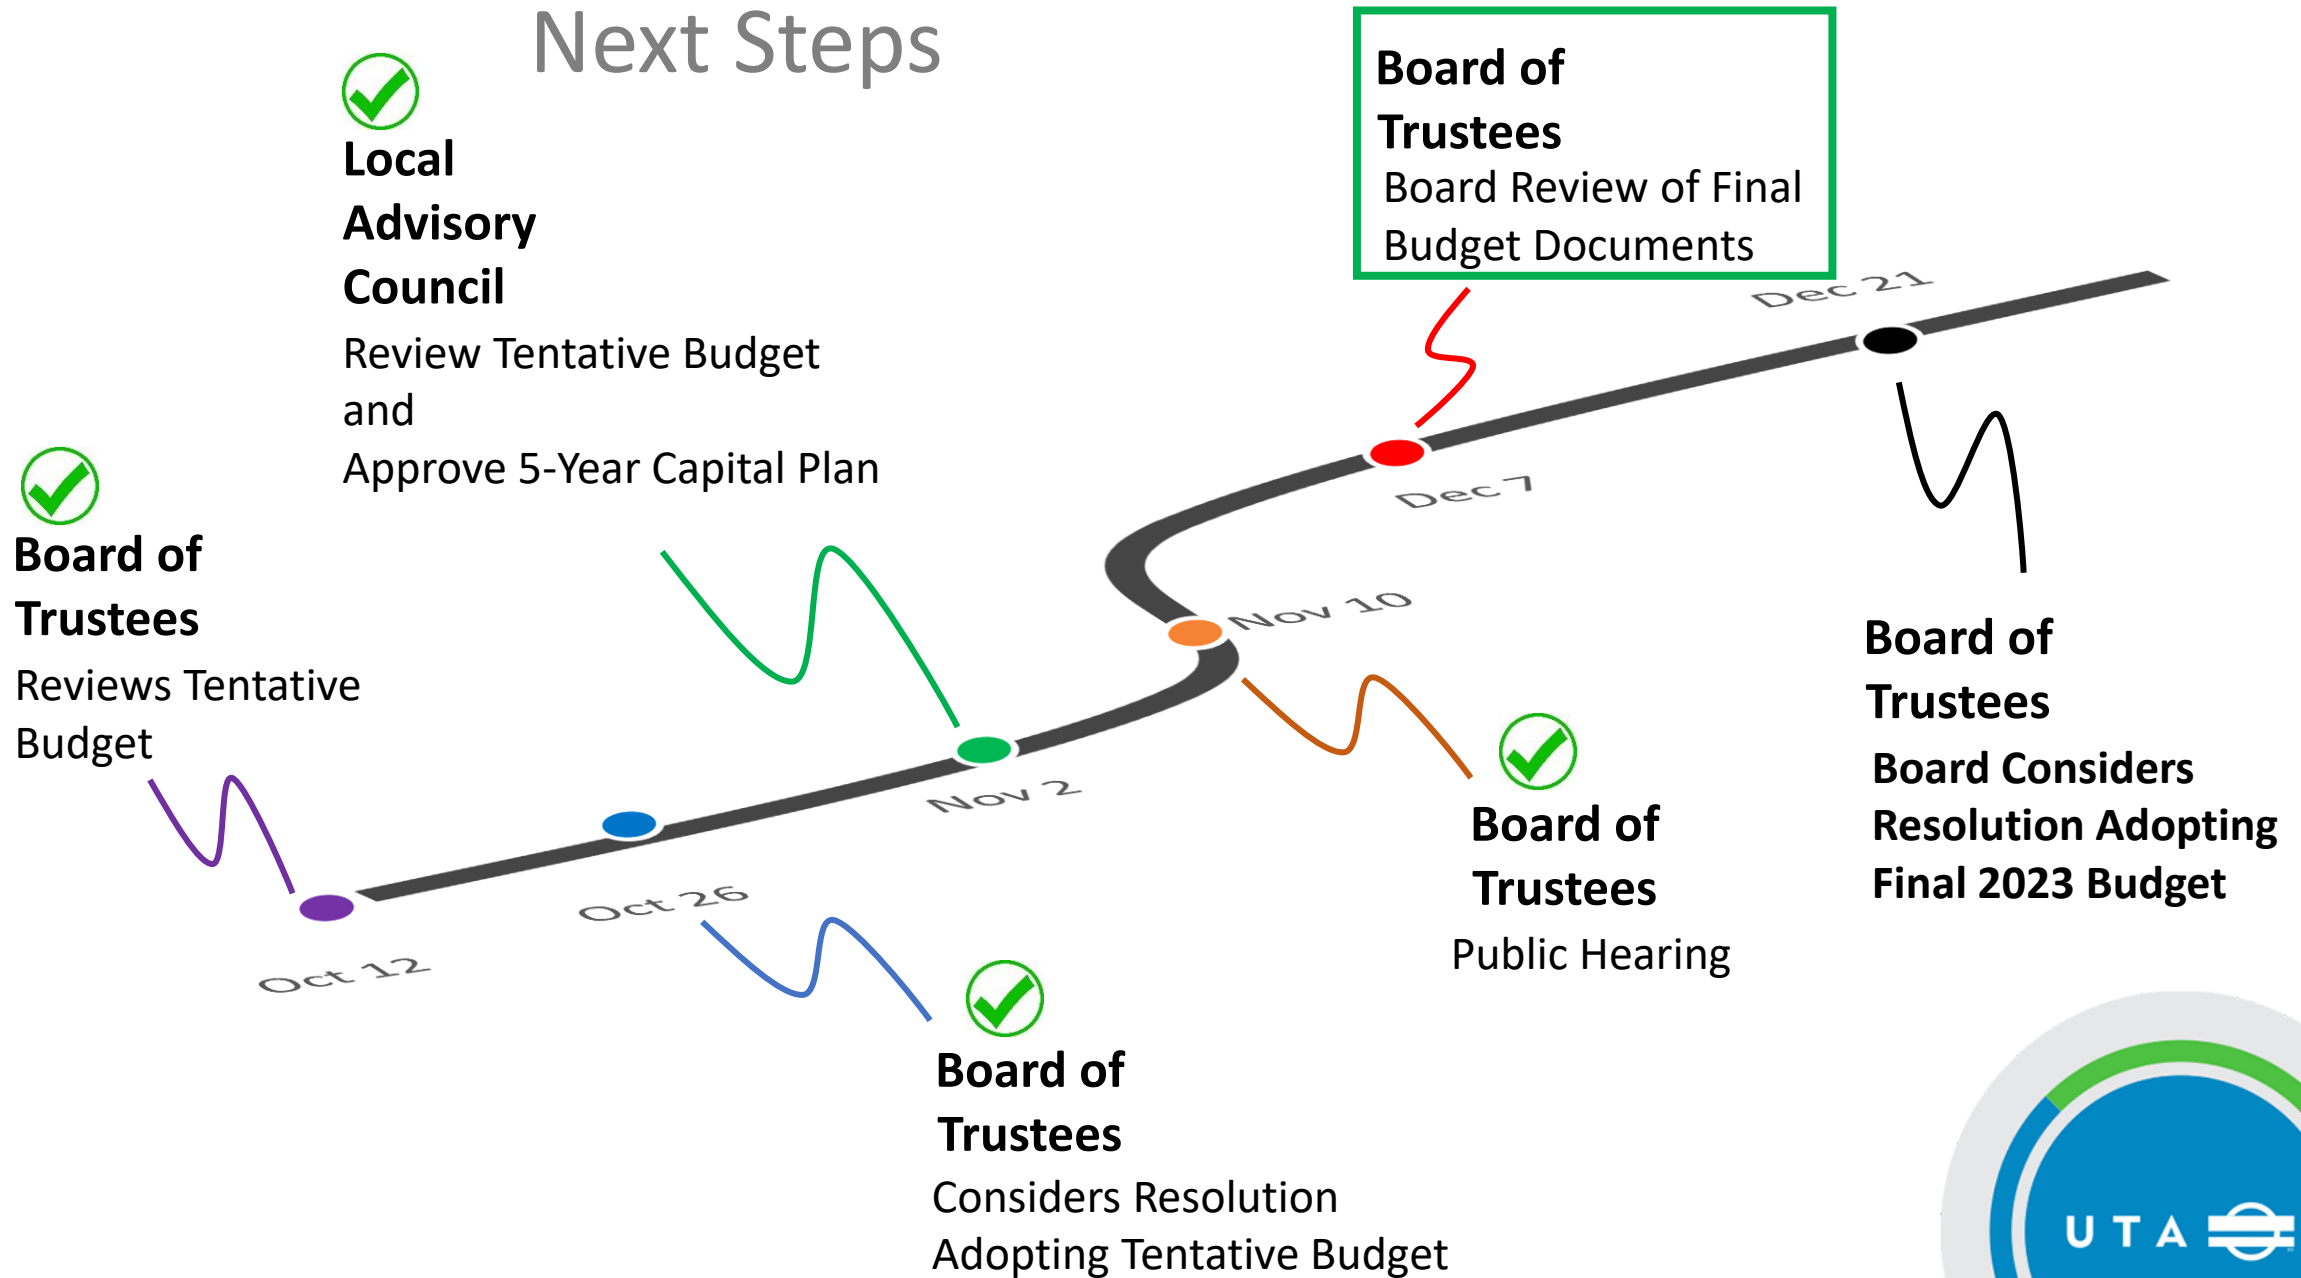 Next Steps
Local
Advisory
Council
Review Tentative Budget
and
Approve 5-Year Capital Plan
Board of
Trustees
Board Review of Final
Budget Documents
Dec 21
Dec 7
Nov 10
Board of
Trustees
Reviews Tentative
Budget
Nov 2
Oct 26
Oct 12
Board of
Trustees
Public Hearing
Board of
Trustees
Board Considers
Resolution Adopting
Final 2023 Budget
Board of
Trustees
Considers Resolution
Adopting Tentative Budget
UTA